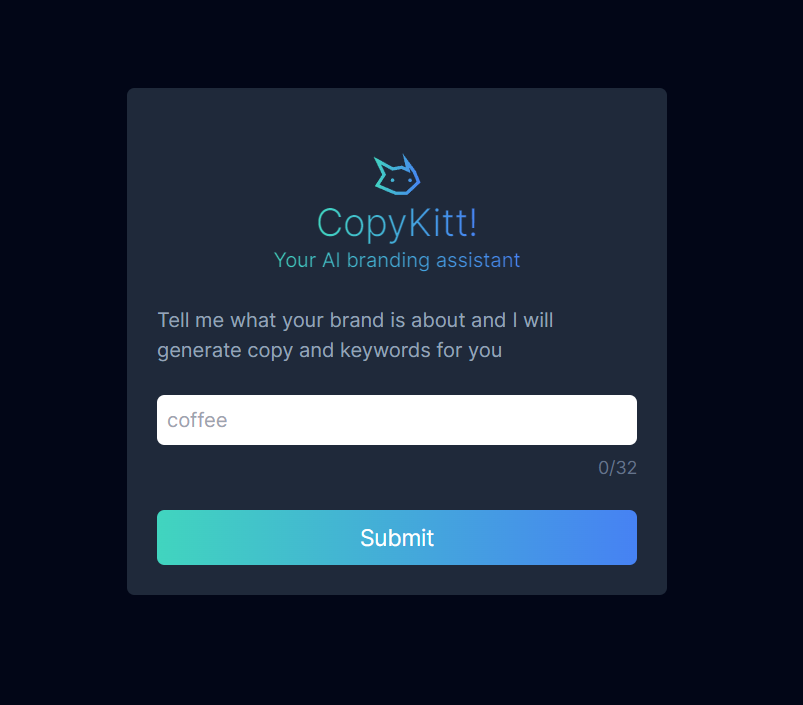 CopyKitt!
Your AI branding assistant
Tell me what your brand is about and I will
generate copy and keywords for you
coffee
0/32
Submit